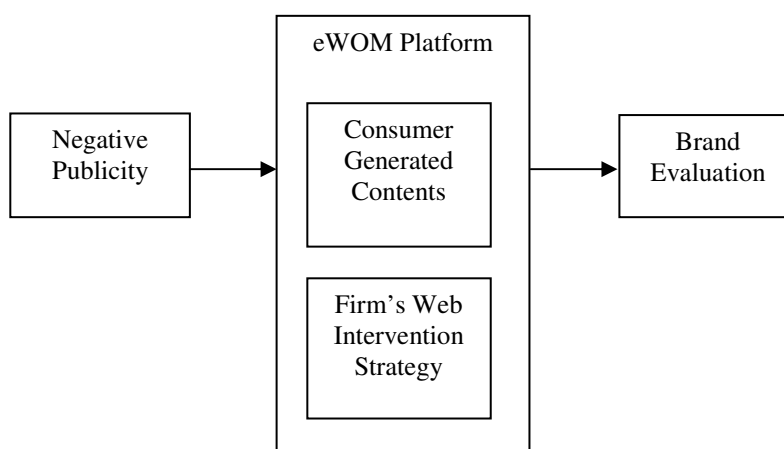 eWOM Platform
Negative
Publicity
Consumer
Generated
Contents
Brand
Evaluation
Firm’s Web
Intervention
Strategy